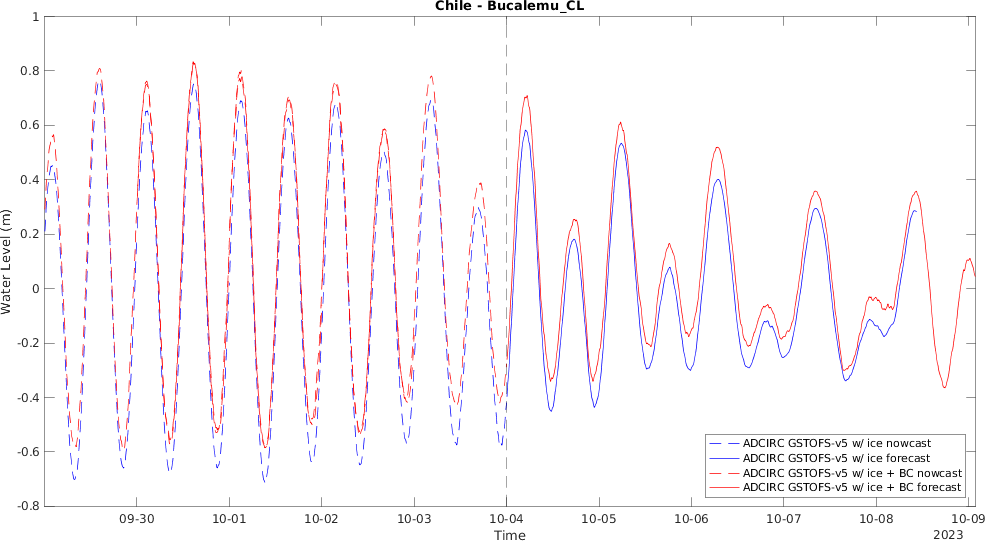 Chile - Bucalemu_CL
1
0.8
0.6
0.4
0.2
0
-0.2
-0.4
-0.6
-0.8
Water Level (m)
ADCIRC GSTOFS-v5 w/ ice nowcast
ADCIRC GSTOFS-v5 w/ ice forecast
ADCIRC GSTOFS-v5 w/ ice + BC nowcast
ADCIRC GSTOFS-v5 w/ ice + BC forecast
09-30 10-01 10-02 10-03 10-04 10-05 10-06 10-07 10-08 10-09
Time
2023